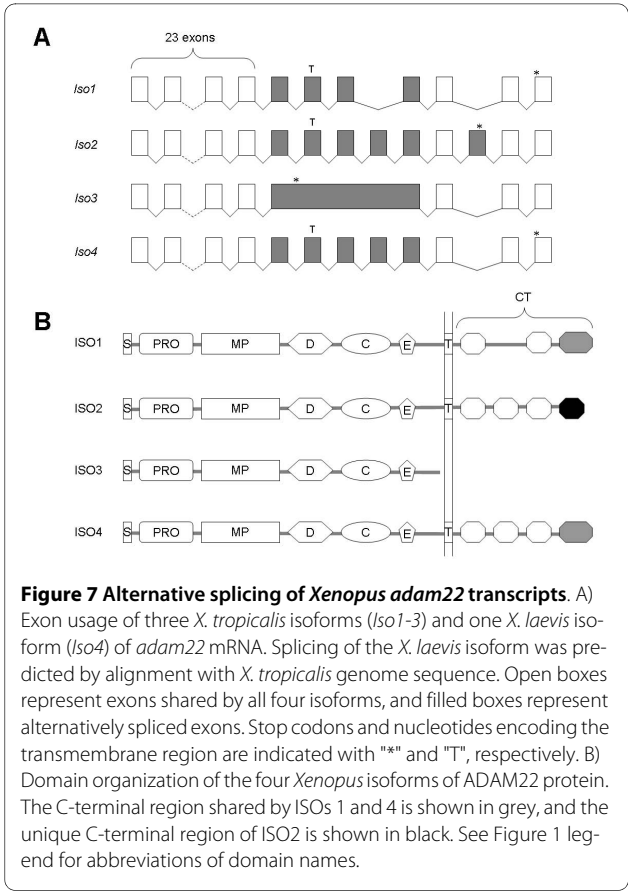 A
23 exons
T
*
Iso1
T
*
Iso2
*
Iso3
T
*
Iso4
CT
B
ISO1 S PRO MP D C E T
ISO2 S PRO MP D C E T
ISO3 S PRO MP D C E
ISO4 S PRO MP D C E T
Figure 7 Alternative splicing of Xenopus adam22 transcripts. A)
Exon usage of three X. tropicalis isoforms (Iso1-3) and one X. laevis iso-
form (Iso4) of adam22 mRNA. Splicing of the X. laevis isoform was pre-
dicted by alignment with X. tropicalis genome sequence. Open boxes
represent exons shared by all four isoforms, and filled boxes represent
alternatively spliced exons. Stop codons and nucleotides encoding the
transmembrane region are indicated with "*" and "T", respectively. B)
Domain organization of the four Xenopus isoforms of ADAM22 protein.
The C-terminal region shared by ISOs 1 and 4 is shown in grey, and the
unique C-terminal region of ISO2 is shown in black. See Figure 1 leg-
end for abbreviations of domain names.